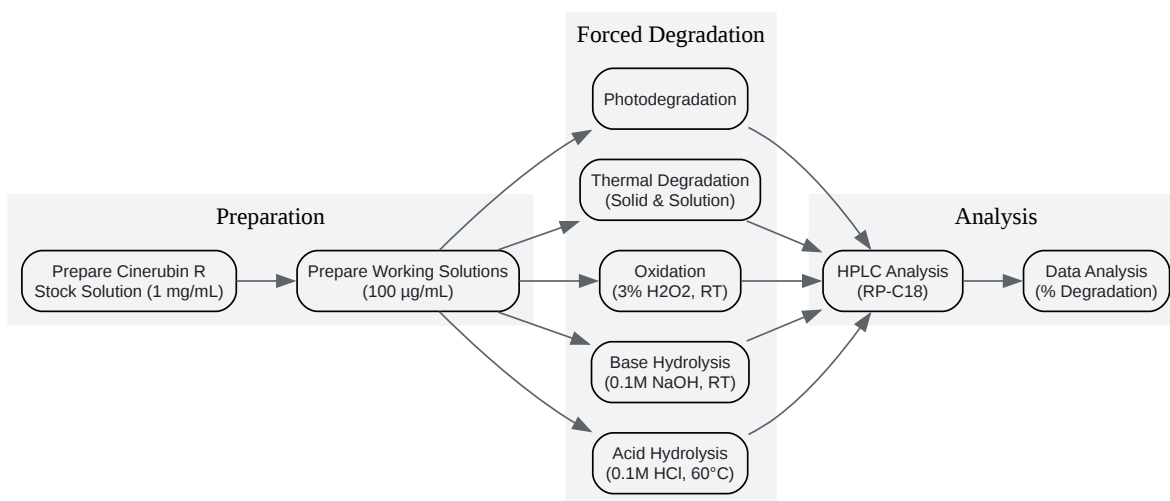 Forced Degradation
Photodegradation
Thermal Degradation
(Solid & Solution)
Preparation
Analysis
Prepare Cinerubin R
Stock Solution (1 mg/mL)
Prepare Working Solutions
(100 µg/mL)
Oxidation
(3% H2O2, RT)
HPLC Analysis
(RP-C18)
Data Analysis
(% Degradation)
Base Hydrolysis
(0.1M NaOH, RT)
Acid Hydrolysis
(0.1M HCl, 60°C)